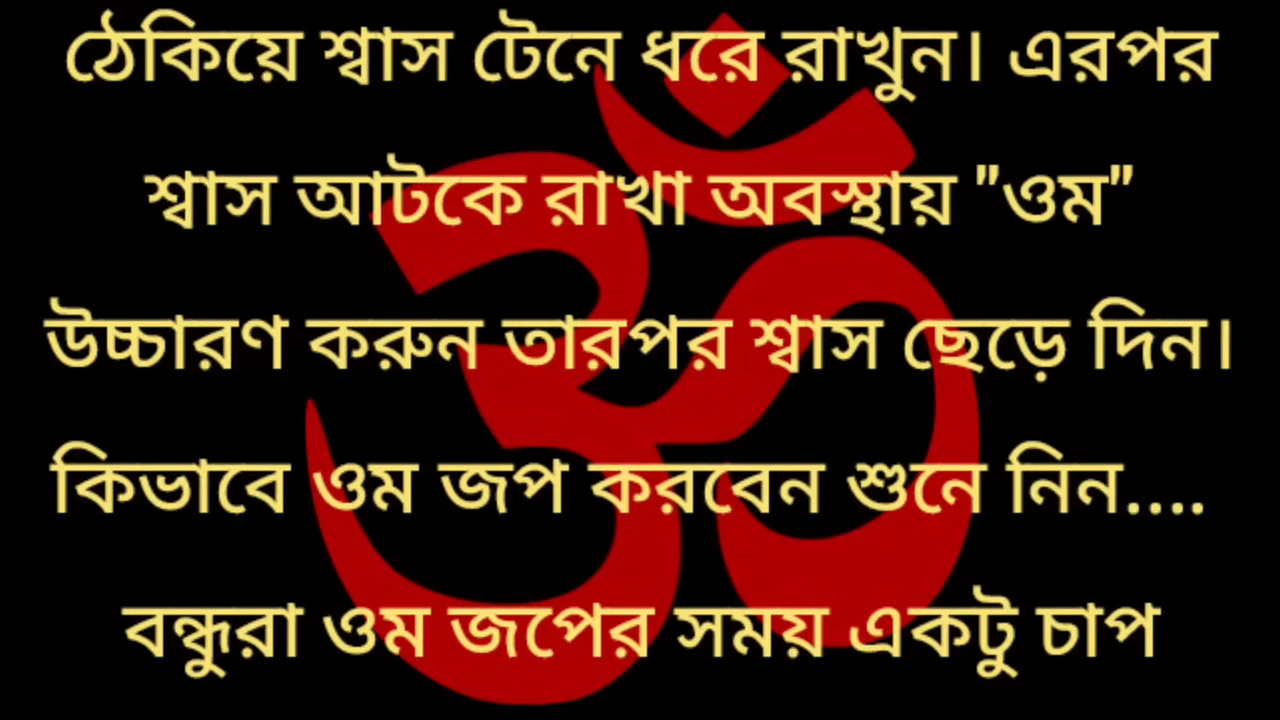 ঠেকিয়ে শ্বাস টেনে ধরে রাখুন। এরপর
শ্বাস আটকে রাখা অবস্থায় "ওম"
উচ্চারণ করুন তারপর শ্বাস ছেড়ে দিন।
কিভাবে ওম জপ করবেন শুনে নিন....
বন্ধুরা ওম জপের সময় একটু চাপ